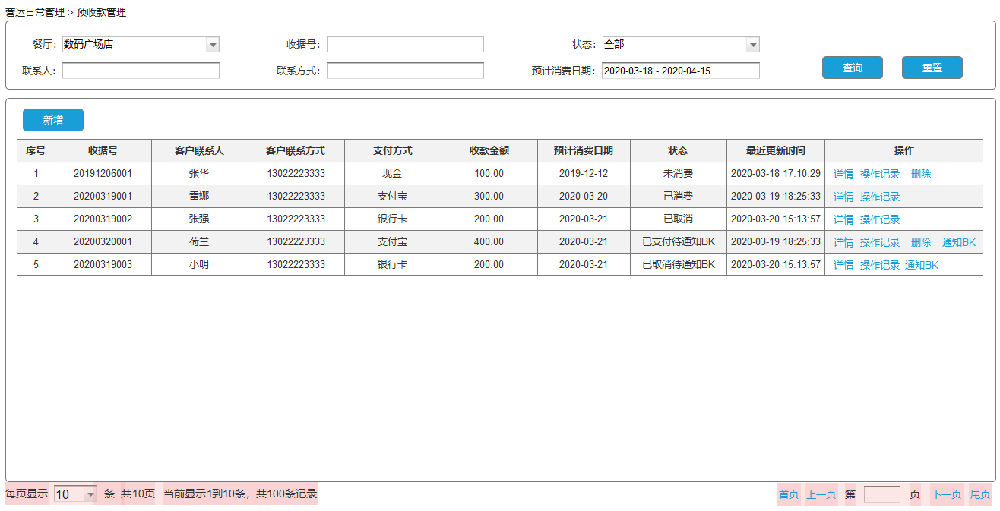 营运日常管理 > 预收款管理
餐厅: 数码广场店 收据号: 状态: 全部
联系人: 联系方式: 预计消费日期: 2020-03-18 - 2020-04-15 查询 重置
新增
序号 收据号 客户联系人 客户联系方式 支付方式 收款金额 预计消费日期 状态 最近更新时间 操作
1 20191206001 张华 13022223333 现金 100.00 2019-12-12 未消费 2020-03-18 17:10:29 详情 操作记录 删除
2 20200319001 雷娜 13022223333 支付宝 300.00 2020-03-20 已消费 2020-03-19 18:25:33 详情 操作记录
3 20200319002 张强 13022223333 银行卡 200.00 2020-03-21 已取消 2020-03-20 15:13:57 详情 操作记录
4 20200320001 荷兰 13022223333 支付宝 400.00 2020-03-21 已支付待通知BK 2020-03-19 18:25:33 详情 操作记录 删除 通知BK
5 20200319003 小明 13022223333 银行卡 200.00 2020-03-21 已取消待通知BK 2020-03-20 15:13:57 详情 操作记录 通知BK
每页显示 10 条 共10页 当前显示1到10条，共100条记录 首页 上一页 第 页 下一页 尾页